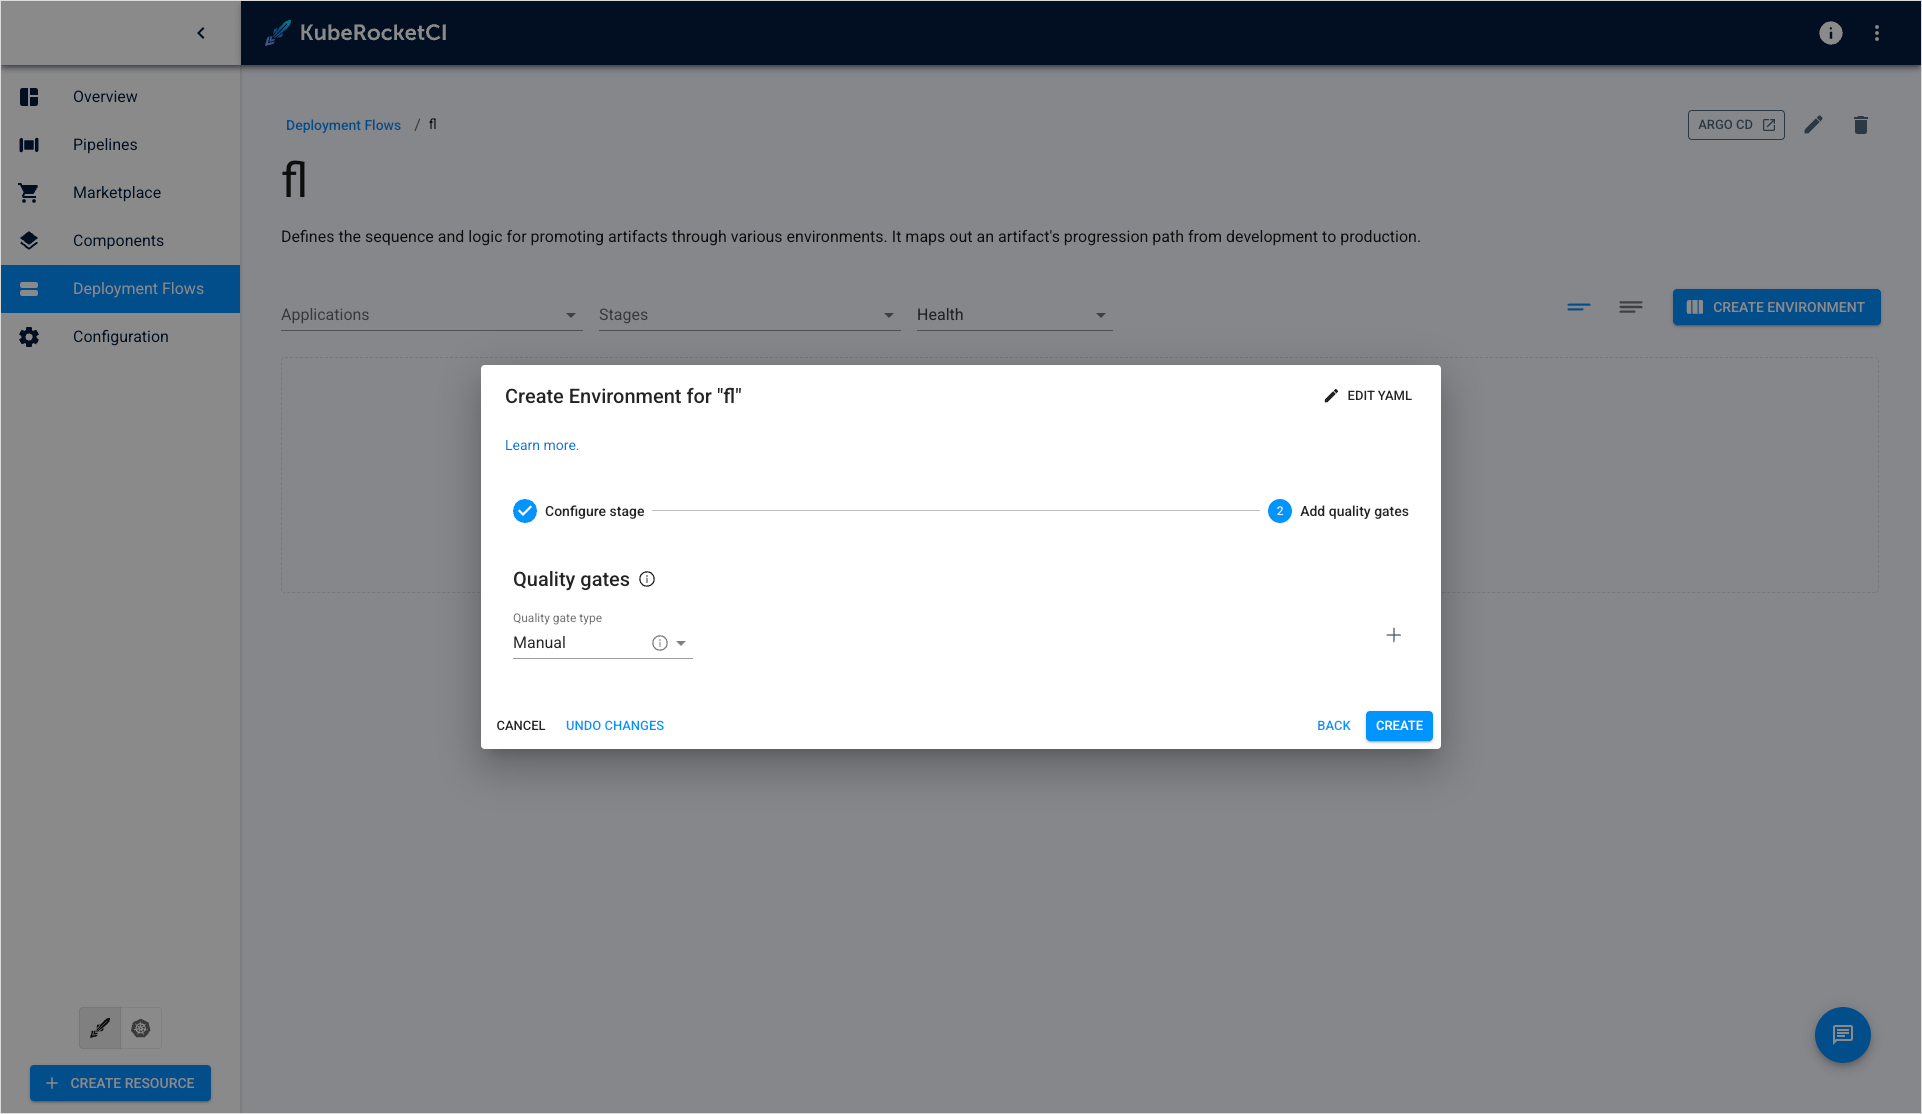 KubeRocketCI
Overview
Pipelines
Marketplace
Components
Deployment Flows
Configuration
CREATE RESOURCE
Deployment Flows / fl
ARGO CD
fl
Defines the sequence and logic for promoting artifacts through various environments. It maps out an artifact's progression path from development to production.
Applications
Stages
Health
CREATE ENVIRONMENT
Create Environment for "fl"
EDIT YAML
Learn more.
Configure stage
2 Add quality gates
Quality gates
Quality gate type
Manual
CANCEL
UNDO CHANGES
BACK
CREATE